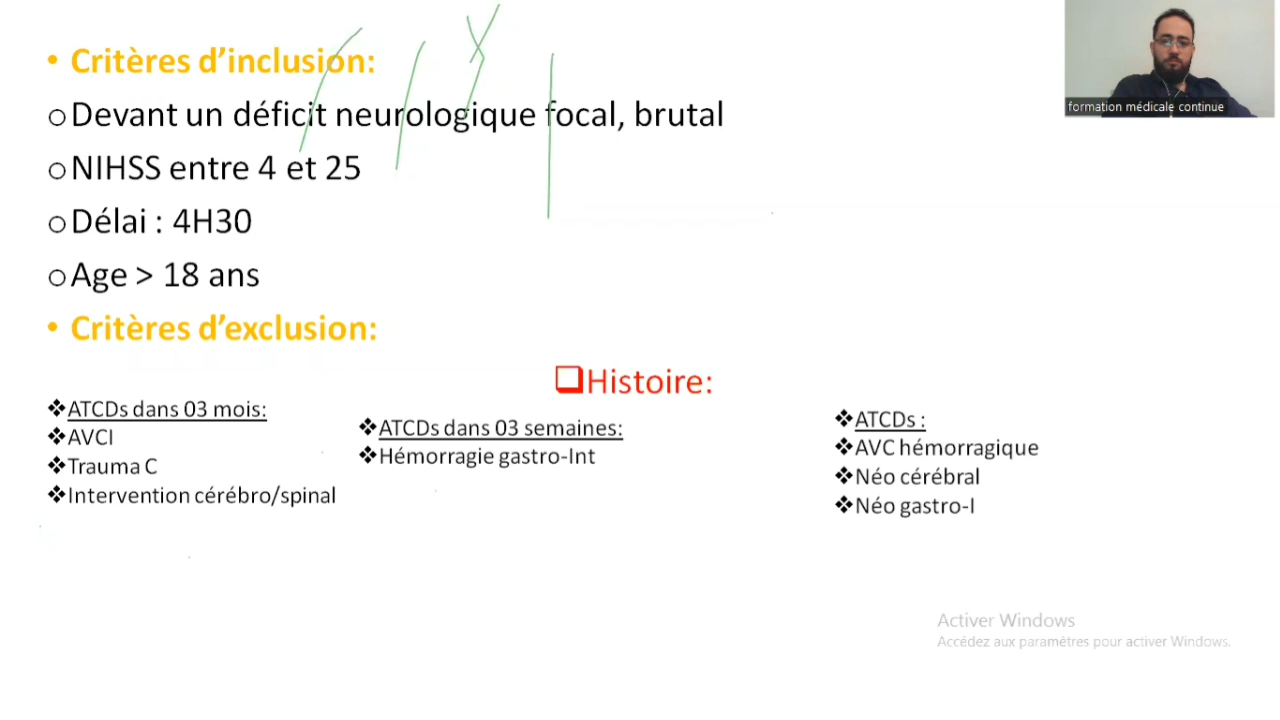 • Critères d’inclusion:
o Devant un déficit neurologique focal, brutal
o NIHSS entre 4 et 25
o Délai : 4H30
o Age > 18 ans
• Critères d’exclusion:
❑Histoire:
❖ATCDs dans 03 mois:
❖AVCI
❖Trauma C
❖Intervention cérébro/spinal
❖ATCDs dans 03 semaines:
❖Hémorragie gastro-Int
❖ATCDs :
❖AVC hémorragique
❖Néo cérébral
❖Néo gastro-I
formation médicale continue
Activer Windows
Accédez aux paramètres pour activer Windows.